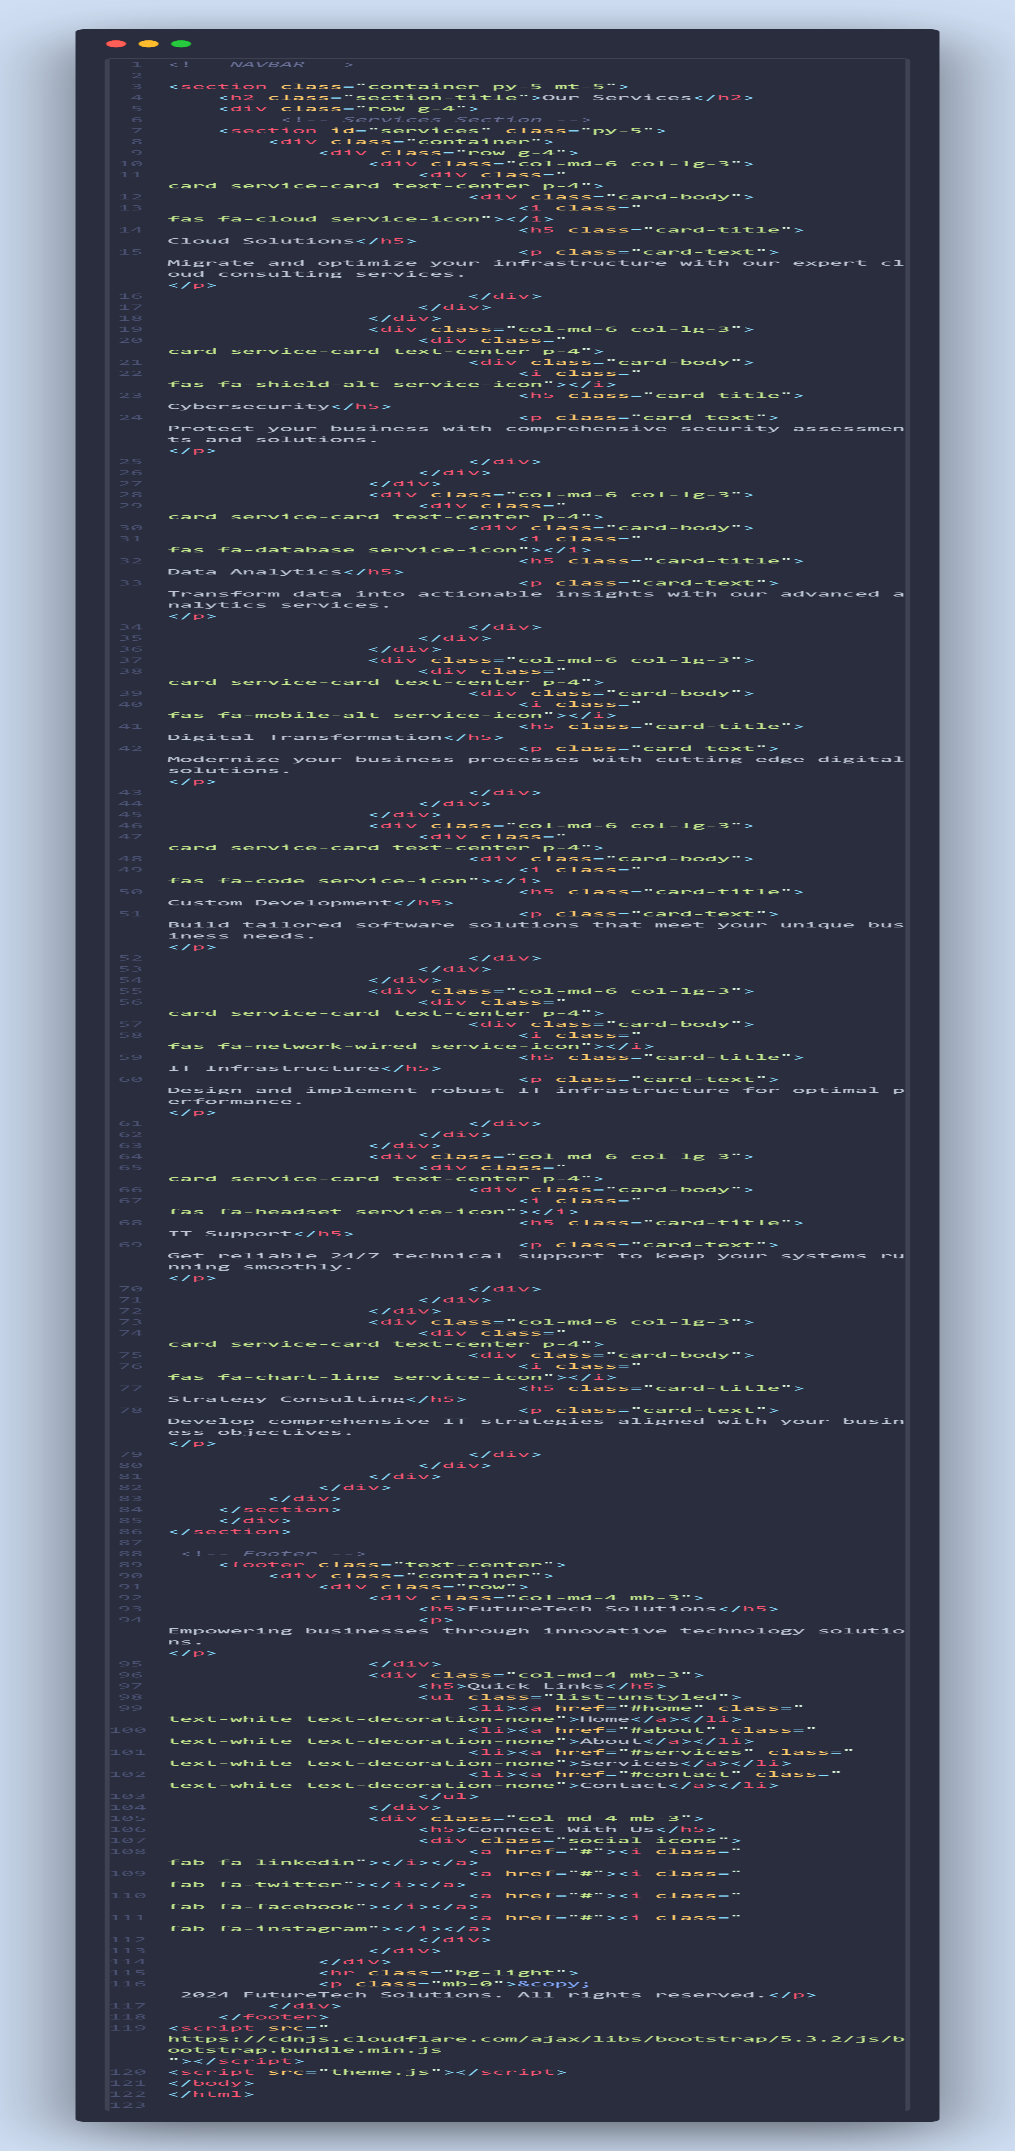 1 <!-- NAVBAR -->
2
3 <section class="container py-5 mt-5">
4 <h2 class="section-title">Our Services</h2>
5 <div class="row g-4">
6 <!-- Services Section -->
7 <section id="services" class="py-5">
8 <div class="container">
9 <div class="row g-4">
10 <div class="col-md-6 col-lg-3">
11 <div class="
card service-card text-center p-4">
12 <div class="card-body">
13 <i class="
fas fa-cloud service-icon"></i>
14 <h5 class="card-title">
Cloud Solutions</h5>
15 <p class="card-text">
Migrate and optimize your infrastructure with our expert cl
oud consulting services.
</p>
16 </div>
17 </div>
18 </div>
19 <div class="col-md-6 col-lg-3">
20 <div class="
card service-card text-center p-4">
21 <div class="card-body">
22 <i class="
fas fa-shield-alt service-icon"></i>
23 <h5 class="card-title">
Cybersecurity</h5>
24 <p class="card-text">
Protect your business with comprehensive security assessmen
ts and solutions.
</p>
25 </div>
26 </div>
27 </div>
28 <div class="col-md-6 col-lg-3">
29 <div class="
card service-card text-center p-4">
30 <div class="card-body">
31 <i class="
fas fa-database service-icon"></i>
32 <h5 class="card-title">
Data Analytics</h5>
33 <p class="card-text">
Transform data into actionable insights with our advanced a
nalytics services.
</p>
34 </div>
35 </div>
36 </div>
37 <div class="col-md-6 col-lg-3">
38 <div class="
card service-card text-center p-4">
39 <div class="card-body">
40 <i class="
fas fa-mobile-alt service-icon"></i>
41 <h5 class="card-title">
Digital Transformation</h5>
42 <p class="card-text">
Modernize your business processes with cutting-edge digital
solutions.
</p>
43 </div>
44 </div>
45 </div>
46 <div class="col-md-6 col-lg-3">
47 <div class="
card service-card text-center p-4">
48 <div class="card-body">
49 <i class="
fas fa-code service-icon"></i>
50 <h5 class="card-title">
Custom Development</h5>
51 <p class="card-text">
Build tailored software solutions that meet your unique bus
iness needs.
</p>
52 </div>
53 </div>
54 </div>
55 <div class="col-md-6 col-lg-3">
56 <div class="
card service-card text-center p-4">
57 <div class="card-body">
58 <i class="
fas fa-network-wired service-icon"></i>
59 <h5 class="card-title">
IT Infrastructure</h5>
60 <p class="card-text">
Design and implement robust IT infrastructure for optimal p
erformance.
</p>
61 </div>
62 </div>
63 </div>
64 <div class="col-md-6 col-lg-3">
65 <div class="
card service-card text-center p-4">
66 <div class="card-body">
67 <i class="
fas fa-headset service-icon"></i>
68 <h5 class="card-title">
IT Support</h5>
69 <p class="card-text">
Get reliable 24/7 technical support to keep your systems ru
nning smoothly.
</p>
70 </div>
71 </div>
72 </div>
73 <div class="col-md-6 col-lg-3">
74 <div class="
card service-card text-center p-4">
75 <div class="card-body">
76 <i class="
fas fa-chart-line service-icon"></i>
77 <h5 class="card-title">
Strategy Consulting</h5>
78 <p class="card-text">
Develop comprehensive IT strategies aligned with your busin
ess objectives.
</p>
79 </div>
80 </div>
81 </div>
82 </div>
83 </div>
84 </section>
85 </div>
86 </section>
87
88 <!-- Footer -->
89 <footer class="text-center">
90 <div class="container">
91 <div class="row">
92 <div class="col-md-4 mb-3">
93 <h5>FutureTech Solutions</h5>
94 <p>
Empowering businesses through innovative technology solutio
ns.
</p>
95 </div>
96 <div class="col-md-4 mb-3">
97 <h5>Quick Links</h5>
98 <ul class="list-unstyled">
99 <li><a href="#home" class="
text-white text-decoration-none">Home</a></li>
100 <li><a href="#about" class="
text-white text-decoration-none">About</a></li>
101 <li><a href="#services" class="
text-white text-decoration-none">Services</a></li>
102 <li><a href="#contact" class="
text-white text-decoration-none">Contact</a></li>
103 </ul>
104 </div>
105 <div class="col-md-4 mb-3">
106 <h5>Connect With Us</h5>
107 <div class="social-icons">
108 <a href="#"><i class="
fab fa-linkedin"></i></a>
109 <a href="#"><i class="
fab fa-twitter"></i></a>
110 <a href="#"><i class="
fab fa-facebook"></i></a>
111 <a href="#"><i class="
fab fa-instagram"></i></a>
112 </div>
113 </div>
114 </div>
115 <hr class="bg-light">
116 <p class="mb-0">&copy;
2024 FutureTech Solutions. All rights reserved.</p>
117 </div>
118 </footer>
119 <script src="
https://cdnjs.cloudflare.com/ajax/libs/bootstrap/5.3.2/js/b
ootstrap.bundle.min.js
"></script>
120 <script src="theme.js"></script>
121 </body>
122 </html>
123